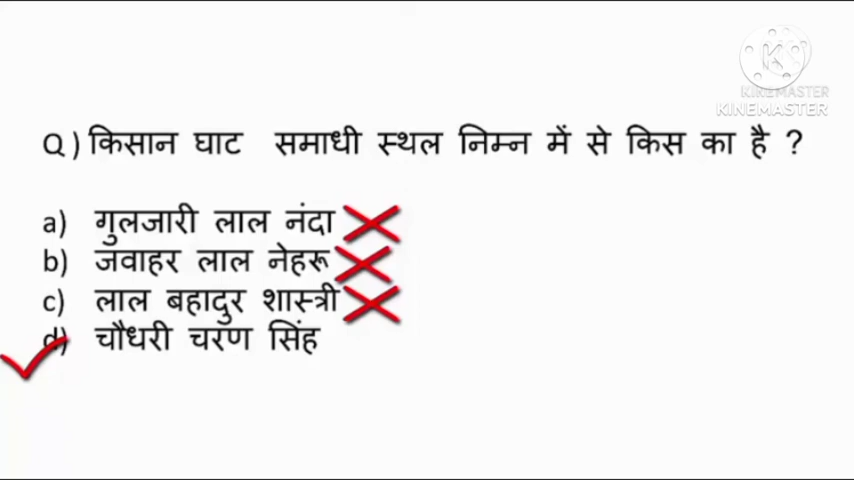 KINEMASTER
KINEMASTER
Q ) किसान घाट समाधी स्थल निम्न में से किस का है ?
a) गुलजारी लाल नंदा
b) जवाहर लाल नेहरू
c) लाल बहादुर शास्त्री
d) चौधरी चरण सिंह